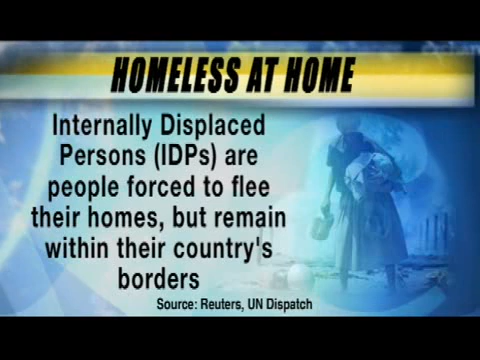 HOMELESS AT HOME
Internally Displaced
Persons (IDPs) are
people forced to flee
their homes, but remain
within their country's
borders
Source: Reuters, UN Dispatch